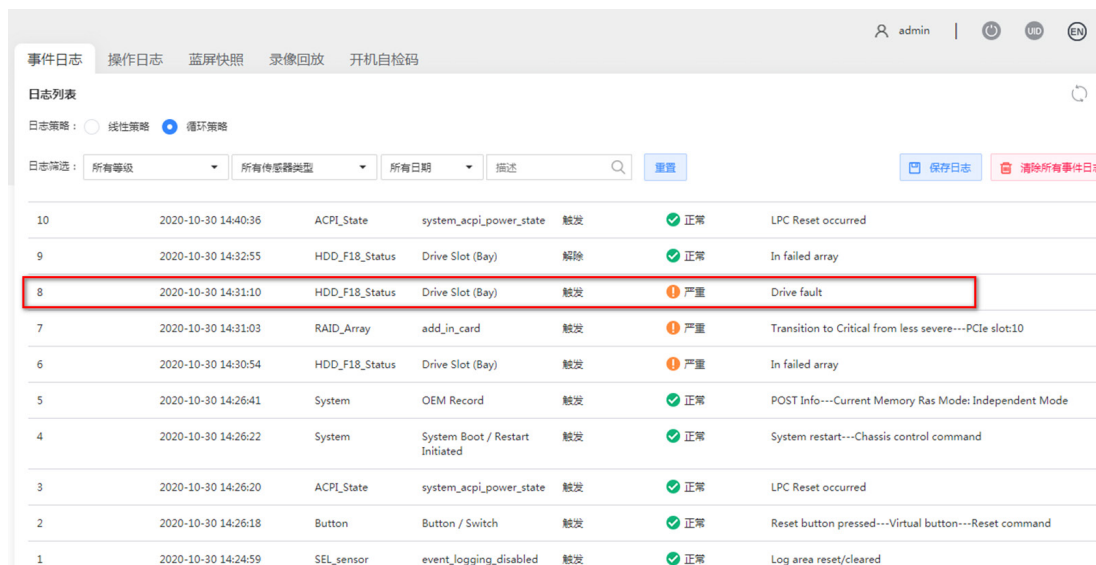 admin | UID EN
事件日志 操作日志 蓝屏快照 录像回放 开机自检码
日志列表
日志策略： 线性策略 循环策略
日志筛选： 所有等级 所有传感器类型 所有日期 描述 重置 保存日志 清除所有事件日志
10 2020-10-30 14:40:36 ACPI_State system_acpi_power_state 触发 正常 LPC Reset occurred
9 2020-10-30 14:32:55 HDD_F18_Status Drive Slot (Bay) 解除 正常 In failed array
8 2020-10-30 14:31:10 HDD_F18_Status Drive Slot (Bay) 触发 严重 Drive fault
7 2020-10-30 14:31:03 RAID_Array add_in_card 触发 严重 Transition to Critical from less severe---PCIe slot:10
6 2020-10-30 14:30:54 HDD_F18_Status Drive Slot (Bay) 触发 严重 In failed array
5 2020-10-30 14:26:41 System OEM Record 触发 正常 POST Info---Current Memory Ras Mode: Independent Mode
4 2020-10-30 14:26:22 System System Boot / Restart 触发 正常 System restart---Chassis control command
Initiated
3 2020-10-30 14:26:20 ACPI_State system_acpi_power_state 触发 正常 LPC Reset occurred
2 2020-10-30 14:26:18 Button Button / Switch 触发 正常 Reset button pressed---Virtual button---Reset command
1 2020-10-30 14:24:59 SEL_sensor event_logging_disabled 触发 正常 Log area reset/cleared